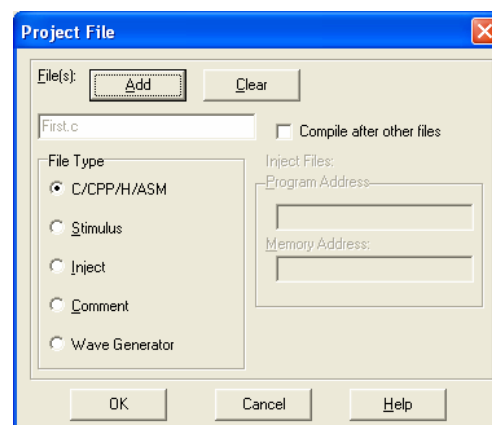 Project File
File(s): Add Clear
First.c
Compile after other files
File Type
C/CPP/H/ASM
Stimulus
Inject
Comment
Wave Generator
Inject Files:
Program Address
Memory Address:
OK Cancel Help